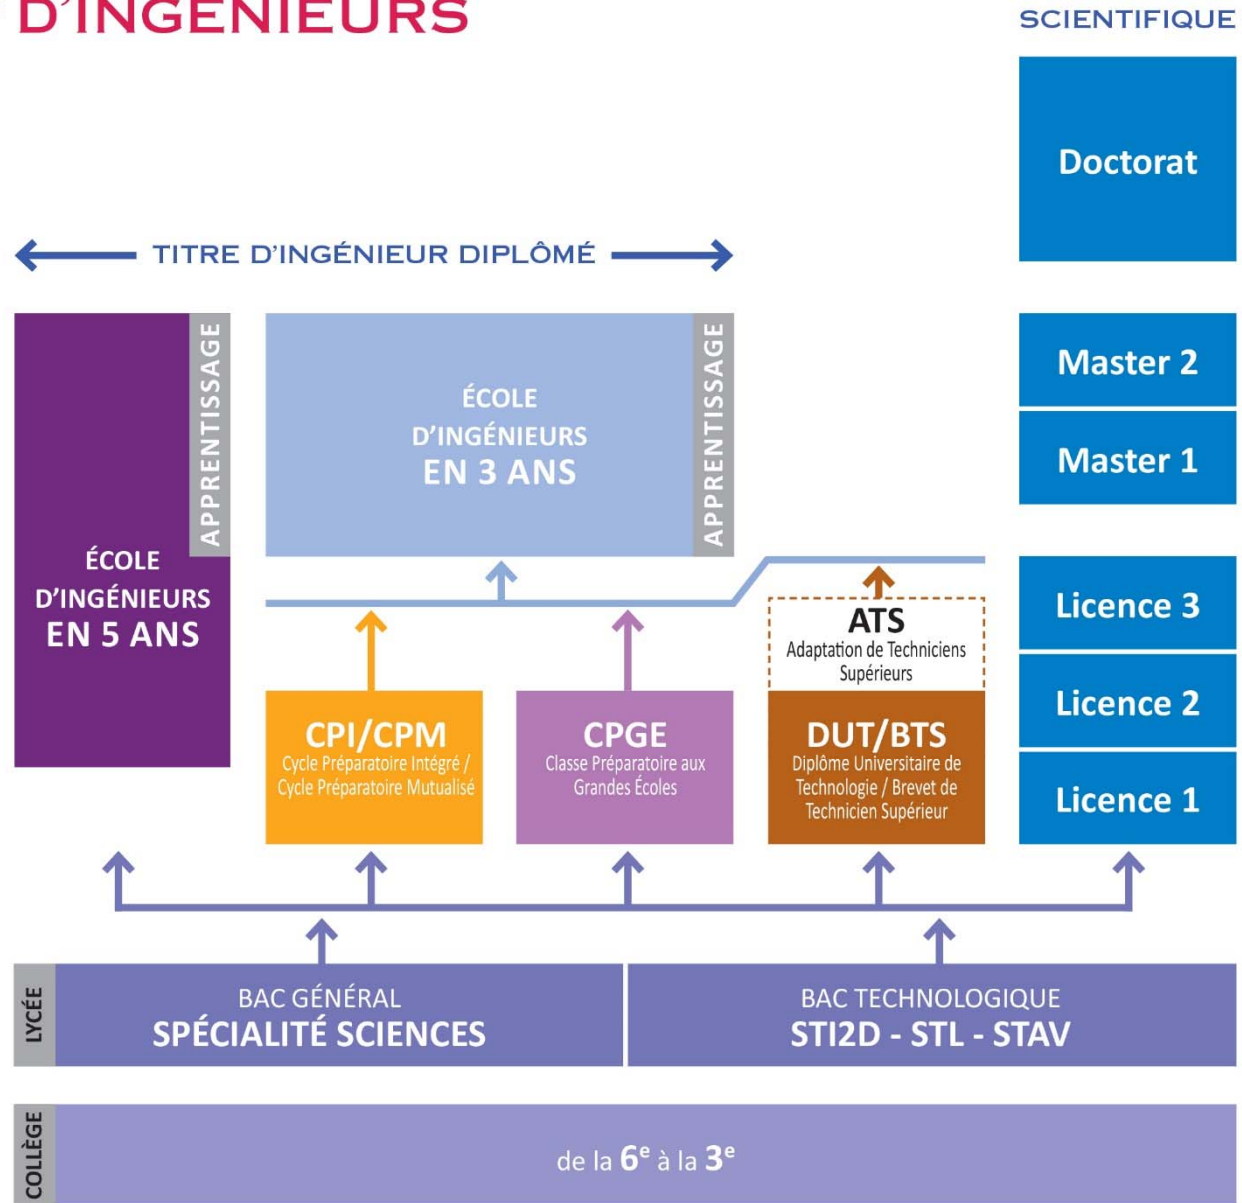 D'INGÉNIEURS
SCIENTIFIQUE
Doctorat
TITRE D'INGÉNIEUR DIPLÔMÉ
APPRENTISSAGE
ÉCOLE
D'INGÉNIEURS
EN 5 ANS
ÉCOLE
D'INGÉNIEURS
EN 3 ANS
APPRENTISSAGE
Master 2
Master 1
Licence 3
Licence 2
Licence 1
CPI/CPM
Cycle Préparatoire Intégré /
Cycle Préparatoire Mutualisé
CPGE
Classe Préparatoire aux
Grandes Écoles
ATS
Adaptation de Techniciens
Supérieurs
DUT/BTS
Diplôme Universitaire de
Technologie / Brevet de
Technicien Supérieur
LYCÉE
BAC GÉNÉRAL
SPÉCIALITÉ SCIENCES
BAC TECHNOLOGIQUE
STI2D - STL - STAV
COLLÈGE
de la 6e à la 3e